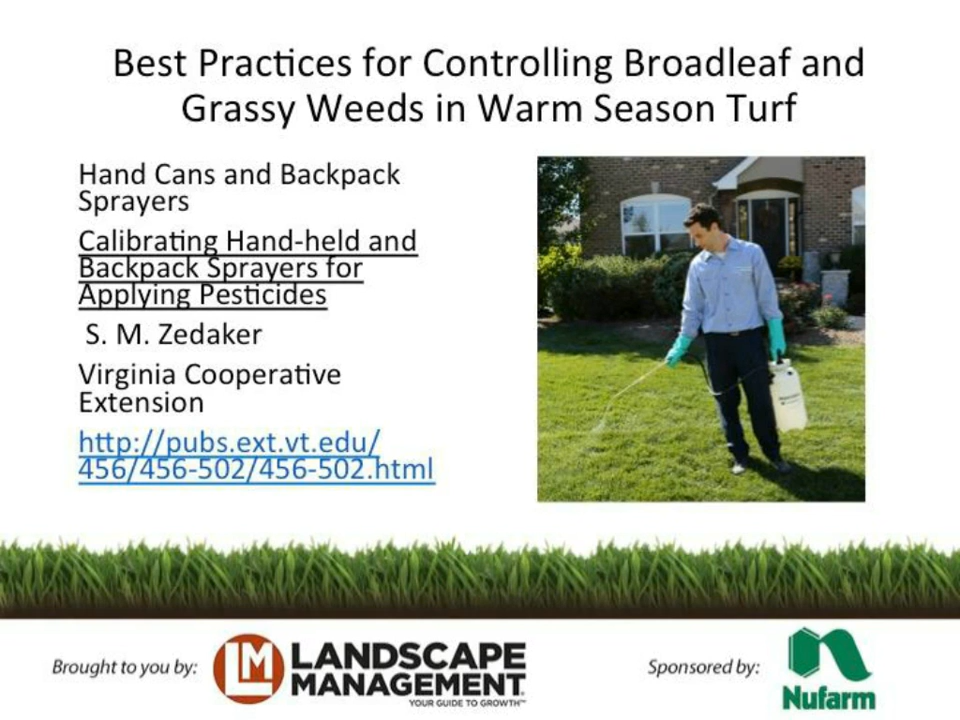 Best Practices for Controlling Broadleaf and
Grassy Weeds in Warm Season Turf
Hand Cans and Backpack
Sprayers
Calibrating Hand-held and
Backpack Sprayers for
Applying Pesticides
S. M. Zedaker
Virginia Cooperative
Extension
http://pubs.ext.vt.edu/
456/456-502/456-502.html
Brought to you by:
LM
LANDSCAPE
MANAGEMENT
YOUR GUIDE TO GROWTH™
Sponsored by:
Nufarm